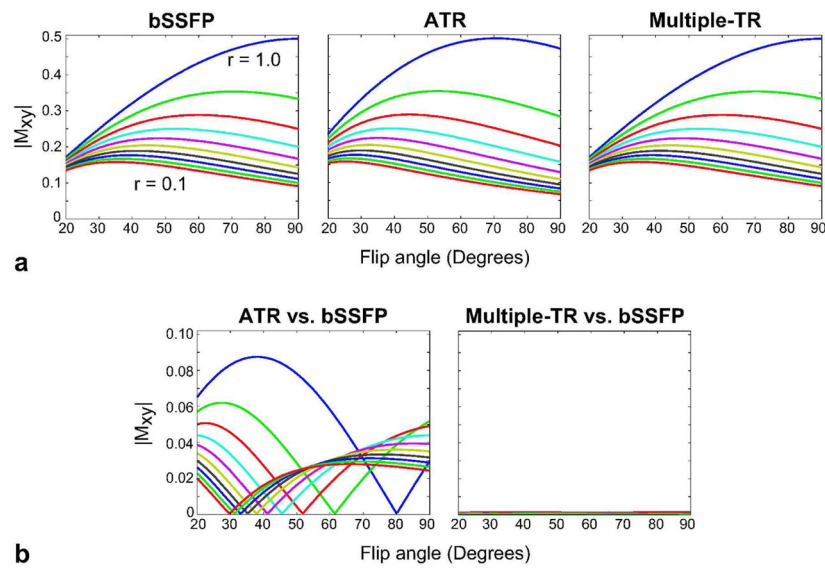 bSSFP ATR Multiple-TR
0.5
0.4
0.3
0.2
0.1
0
|Mxy|
r = 1.0
r = 0.1
20 30 40 50 60 70 80 90 20 30 40 50 60 70 80 90 20 30 40 50 60 70 80 90
Flip angle (Degrees)
a
ATR vs. bSSFP Multiple-TR vs. bSSFP
0.10
0.08
0.06
0.04
0.02
0
|Mxy|
20 30 40 50 60 70 80 90 20 30 40 50 60 70 80 90
Flip angle (Degrees)
b